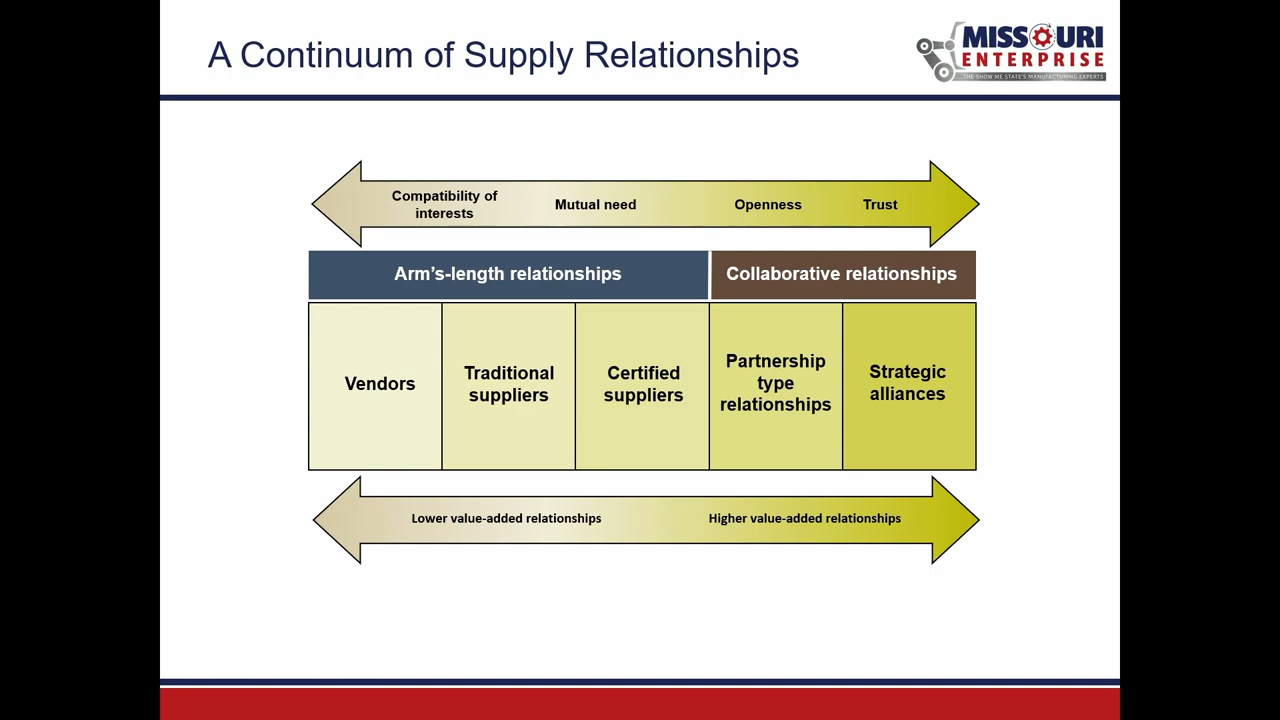 A Continuum of Supply Relationships
MISSOURI
ENTERPRISE
THE SHOW ME STATE'S MANUFACTURING EXPERTS
Compatibility of
interests
Mutual need
Openness
Trust
Arm's-length relationships
Collaborative relationships
Vendors
Traditional
suppliers
Certified
suppliers
Partnership
type
relationships
Strategic
alliances
Lower value-added relationships
Higher value-added relationships